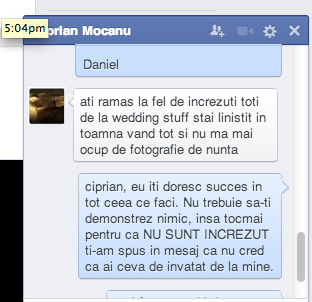 5:04pm
orian Mocanu
Daniel
ati ramas la fel de increzuti toti
de la wedding stuff stai linistit in
toamna vand tot si nu ma mai
ocup de fotografie de nunta
ciprian, eu iti doresc succes in
tot ceea ce faci. Nu trebuie sa-ti
demonstrez nimic, insa tocmai
pentru ca NU SUNT INCREZUT
ti-am spus in mesaj ca nu cred
ca ai ceva de invatat de la mine.